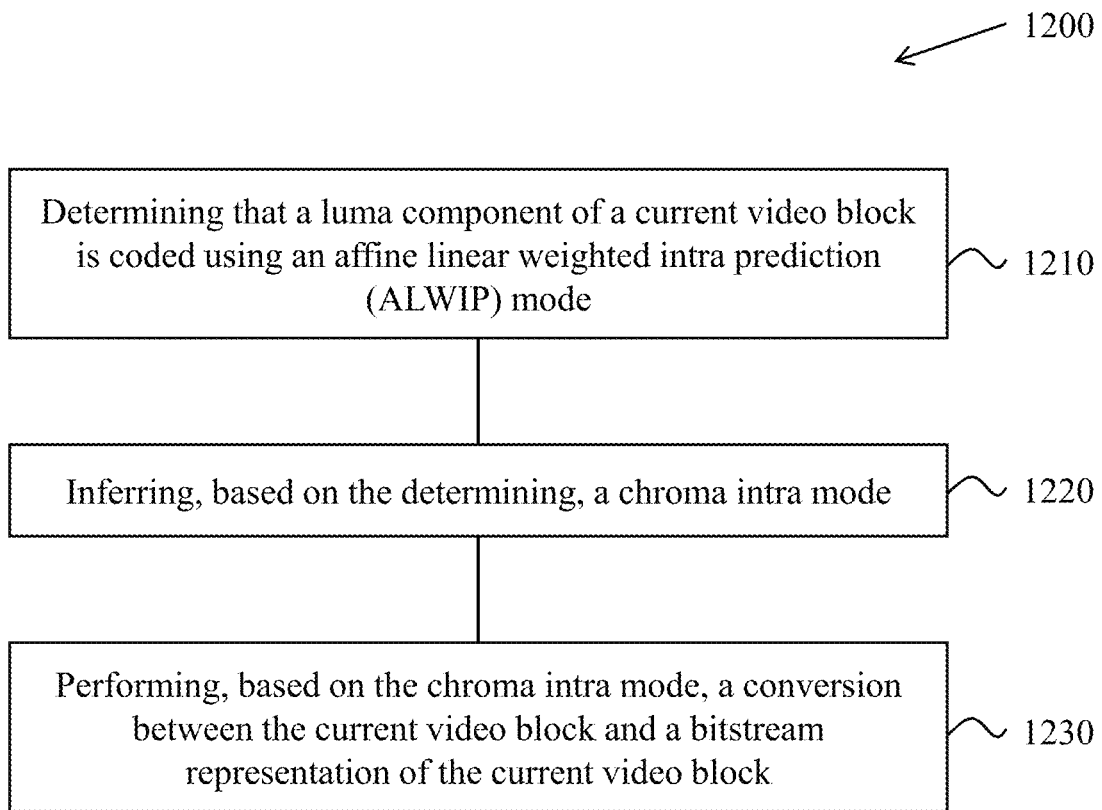 1200
Determining that a luma component of a current video block
is coded using an affine linear weighted intra prediction
(ALWIP) mode
1210
Inferring, based on the determining, a chroma intra mode
1220
Performing, based on the chroma intra mode, a conversion
between the current video block and a bitstream
representation of the current video block
1230